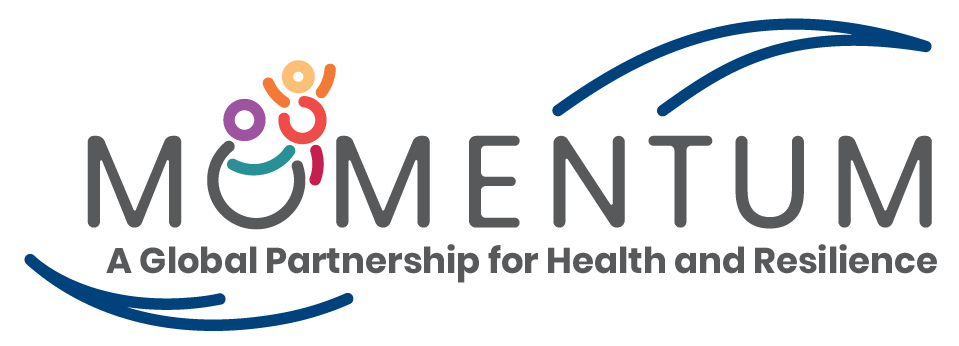 MOMENTUM
A Global Partnership for Health and Resilience